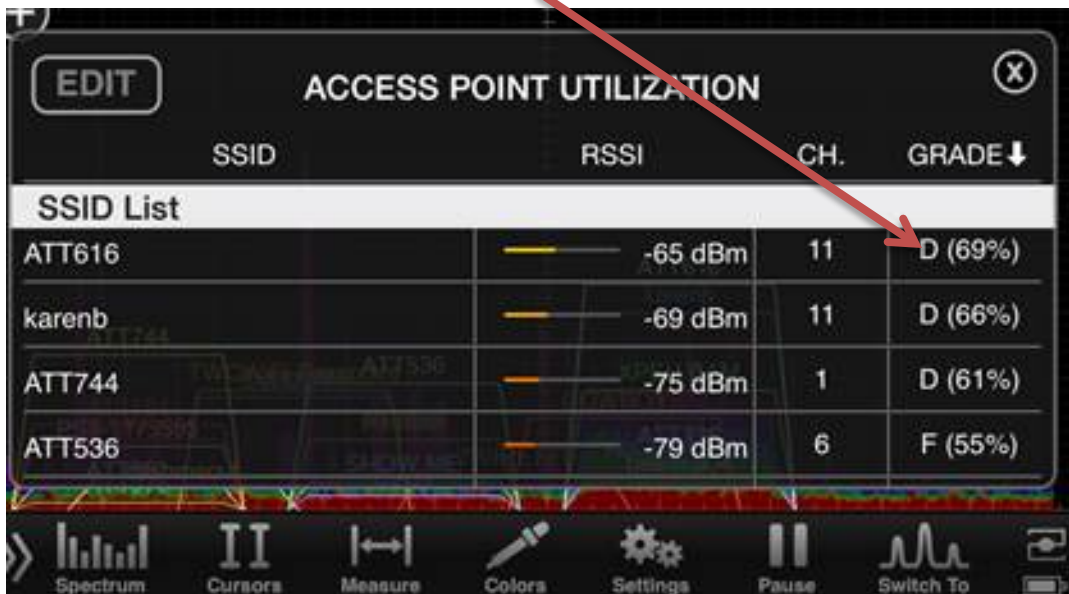 EDIT
ACCESS POINT UTILIZATION
X
SSID RSSI CH. GRADE
SSID List
ATT616 -65 dBm 11 D (69%)
karenb -69 dBm 11 D (66%)
ATT744 -75 dBm 1 D (61%)
ATT536 -79 dBm 6 F (55%)
Spectrum Cursors Measure Colors Settings Pause Switch To